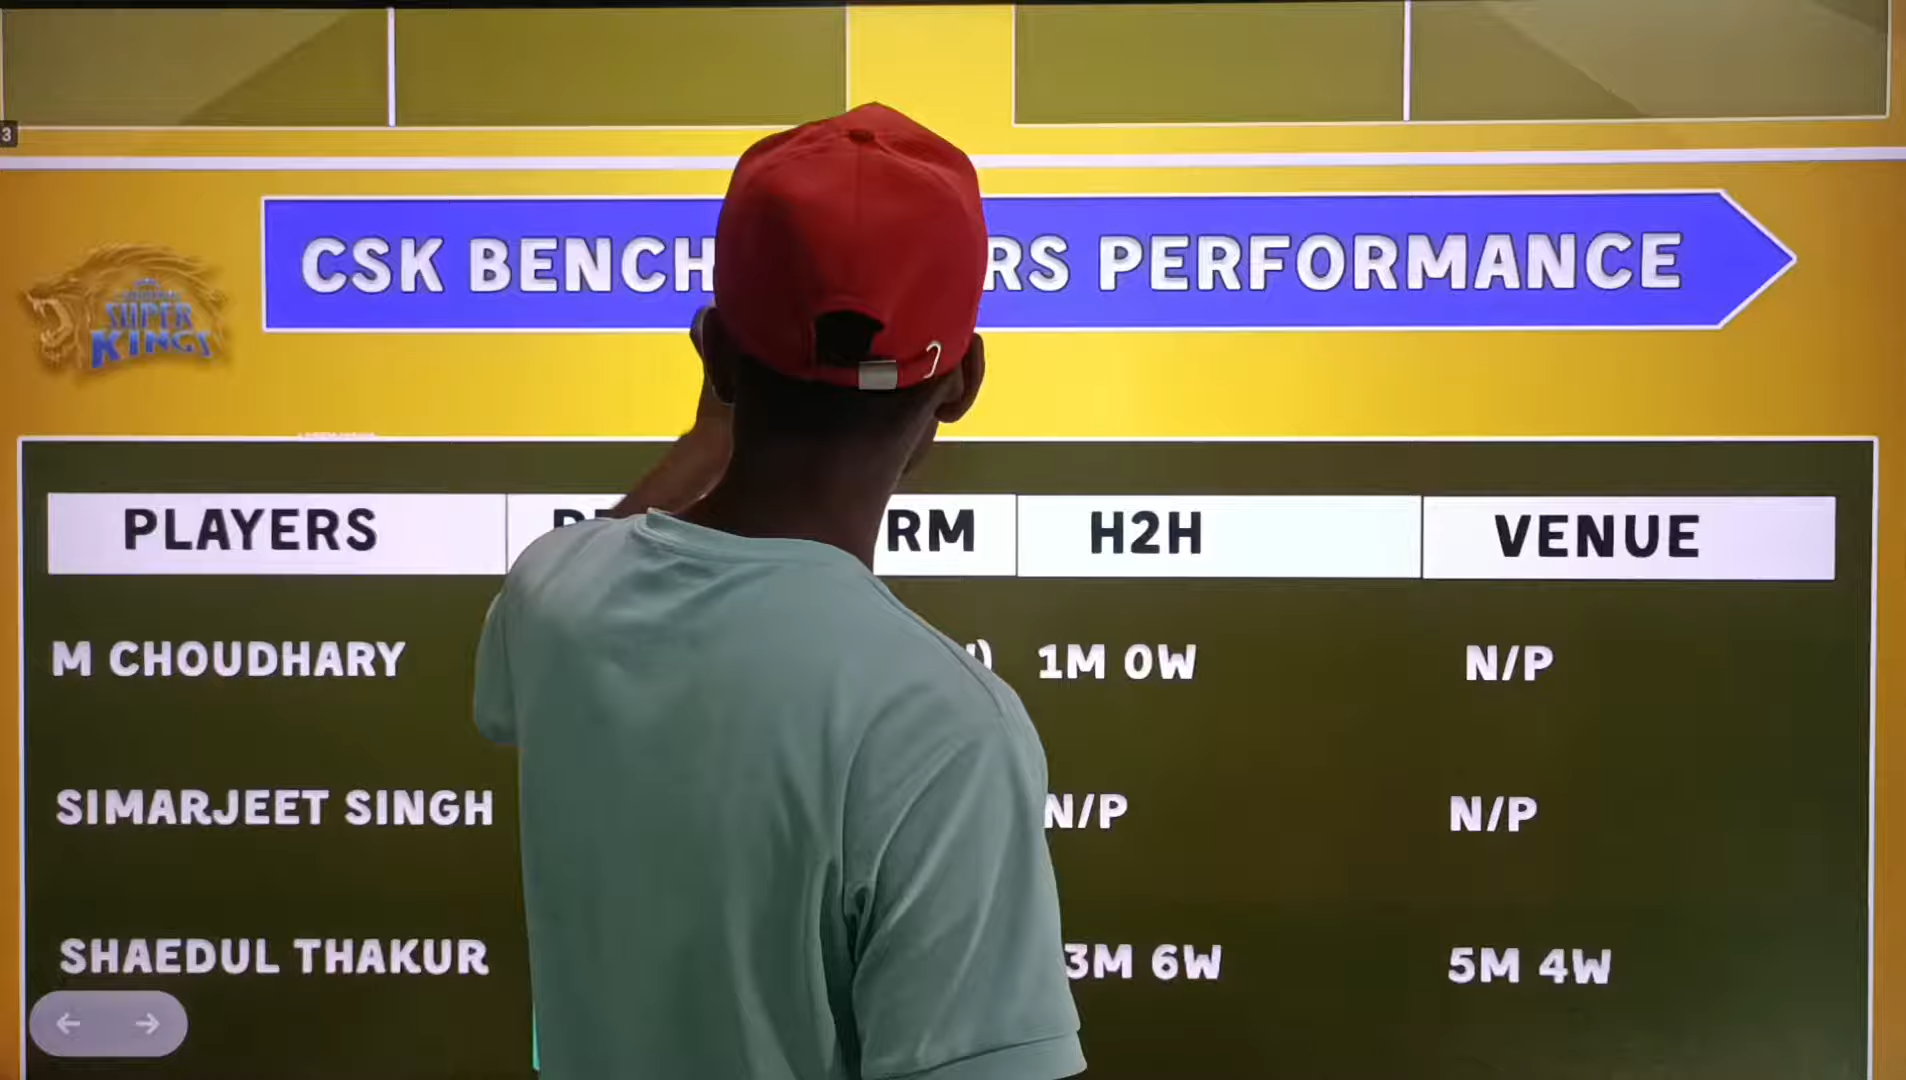 3
CSK BENCH RS PERFORMANCE
SUPER
KINGS
PLAYERS RM H2H VENUE
M CHOUDHARY ) 1M 0W N/P
SIMARJEET SINGH N/P N/P
SHAEDUL THAKUR 3M 6W 5M 4W